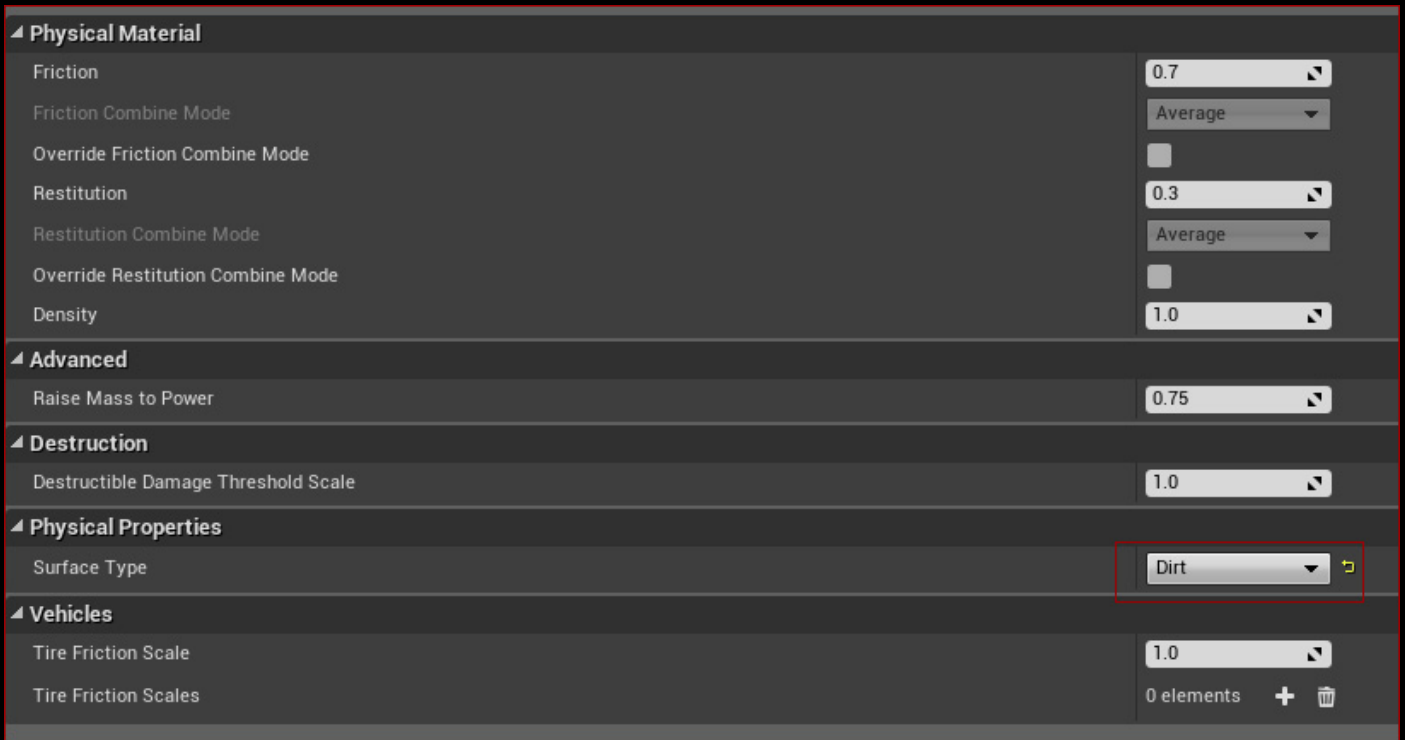 Physical Material
Friction 0.7
Friction Combine Mode Average
Override Friction Combine Mode
Restitution 0.3
Restitution Combine Mode Average
Override Restitution Combine Mode
Density 1.0
Advanced
Raise Mass to Power 0.75
Destruction
Destructible Damage Threshold Scale 1.0
Physical Properties
Surface Type Dirt
Vehicles
Tire Friction Scale 1.0
Tire Friction Scales 0 elements